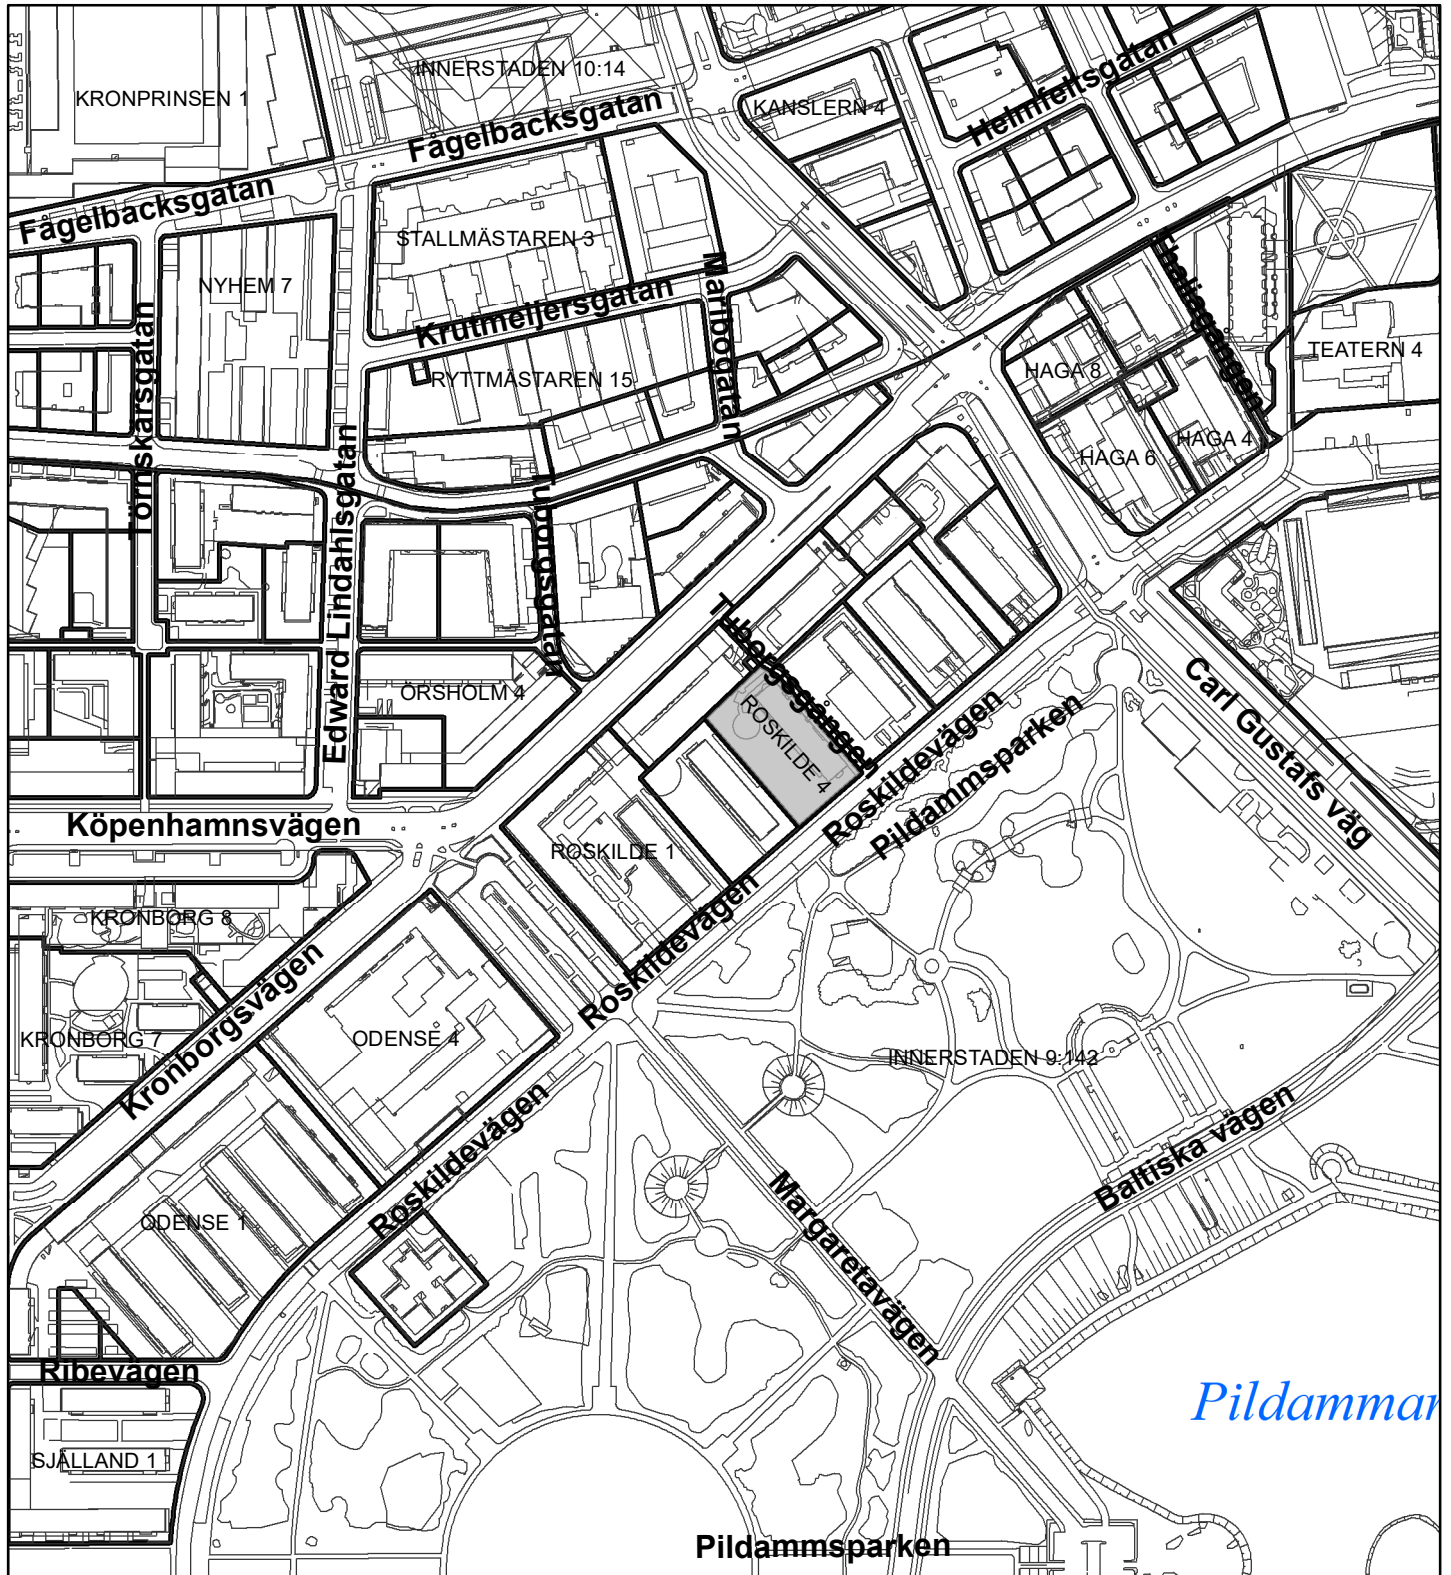 INNERSTADEN 10:14
KRONPRINSEN 1
Fågelbacksgatan
KANSLERN 4
Helmfeltsgatan
Fågelbacksgatan
STALLMÄSTAREN 3
NYHEM 7
Krutmeijersgatan
Maribogatan
Thaliagången
TEATERN 4
HAGA 8
RYTTMÄSTAREN 15
Törnskärsgatan
HAGA 4
HAGA 6
Edward Lindahlsgatan
Tuborgsgatan
Tuborgsgången
ÖRSHOLM 4
ROSKILDE 4
Roskildevägen
Pildammsparken
Carl Gustafs väg
Köpenhamnsvägen
ROSKILDE 1
KRONBORG 8
Roskildevägen
Kronborgsvägen
KRONBORG 7
ODENSE 4
INNERSTADEN 9:142
Roskildevägen
Baltiska vägen
ODENSE 1
Margaretavägen
Ribevägen
Pildammar
SJÄLLAND 1
Pildammsparken